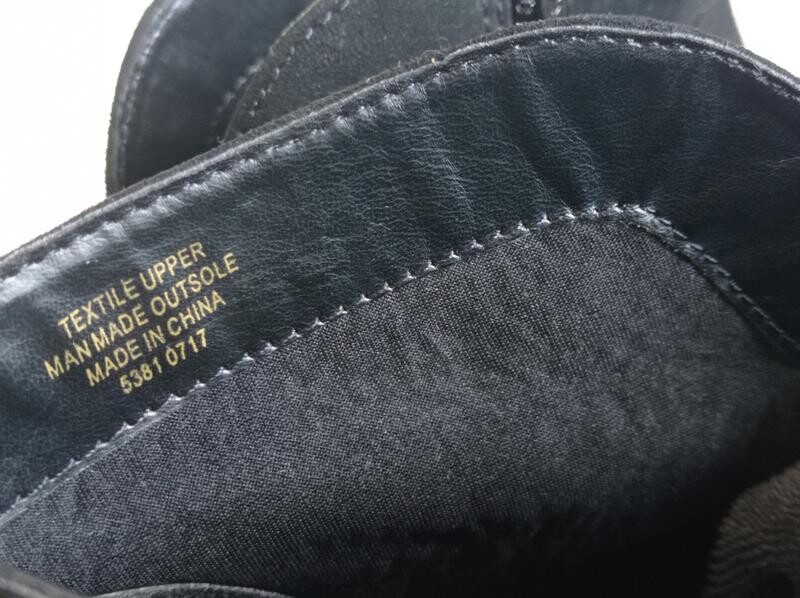 TEXTILE UPPER
MAN MADE OUTSOLE
MADE IN CHINA
5381 0717